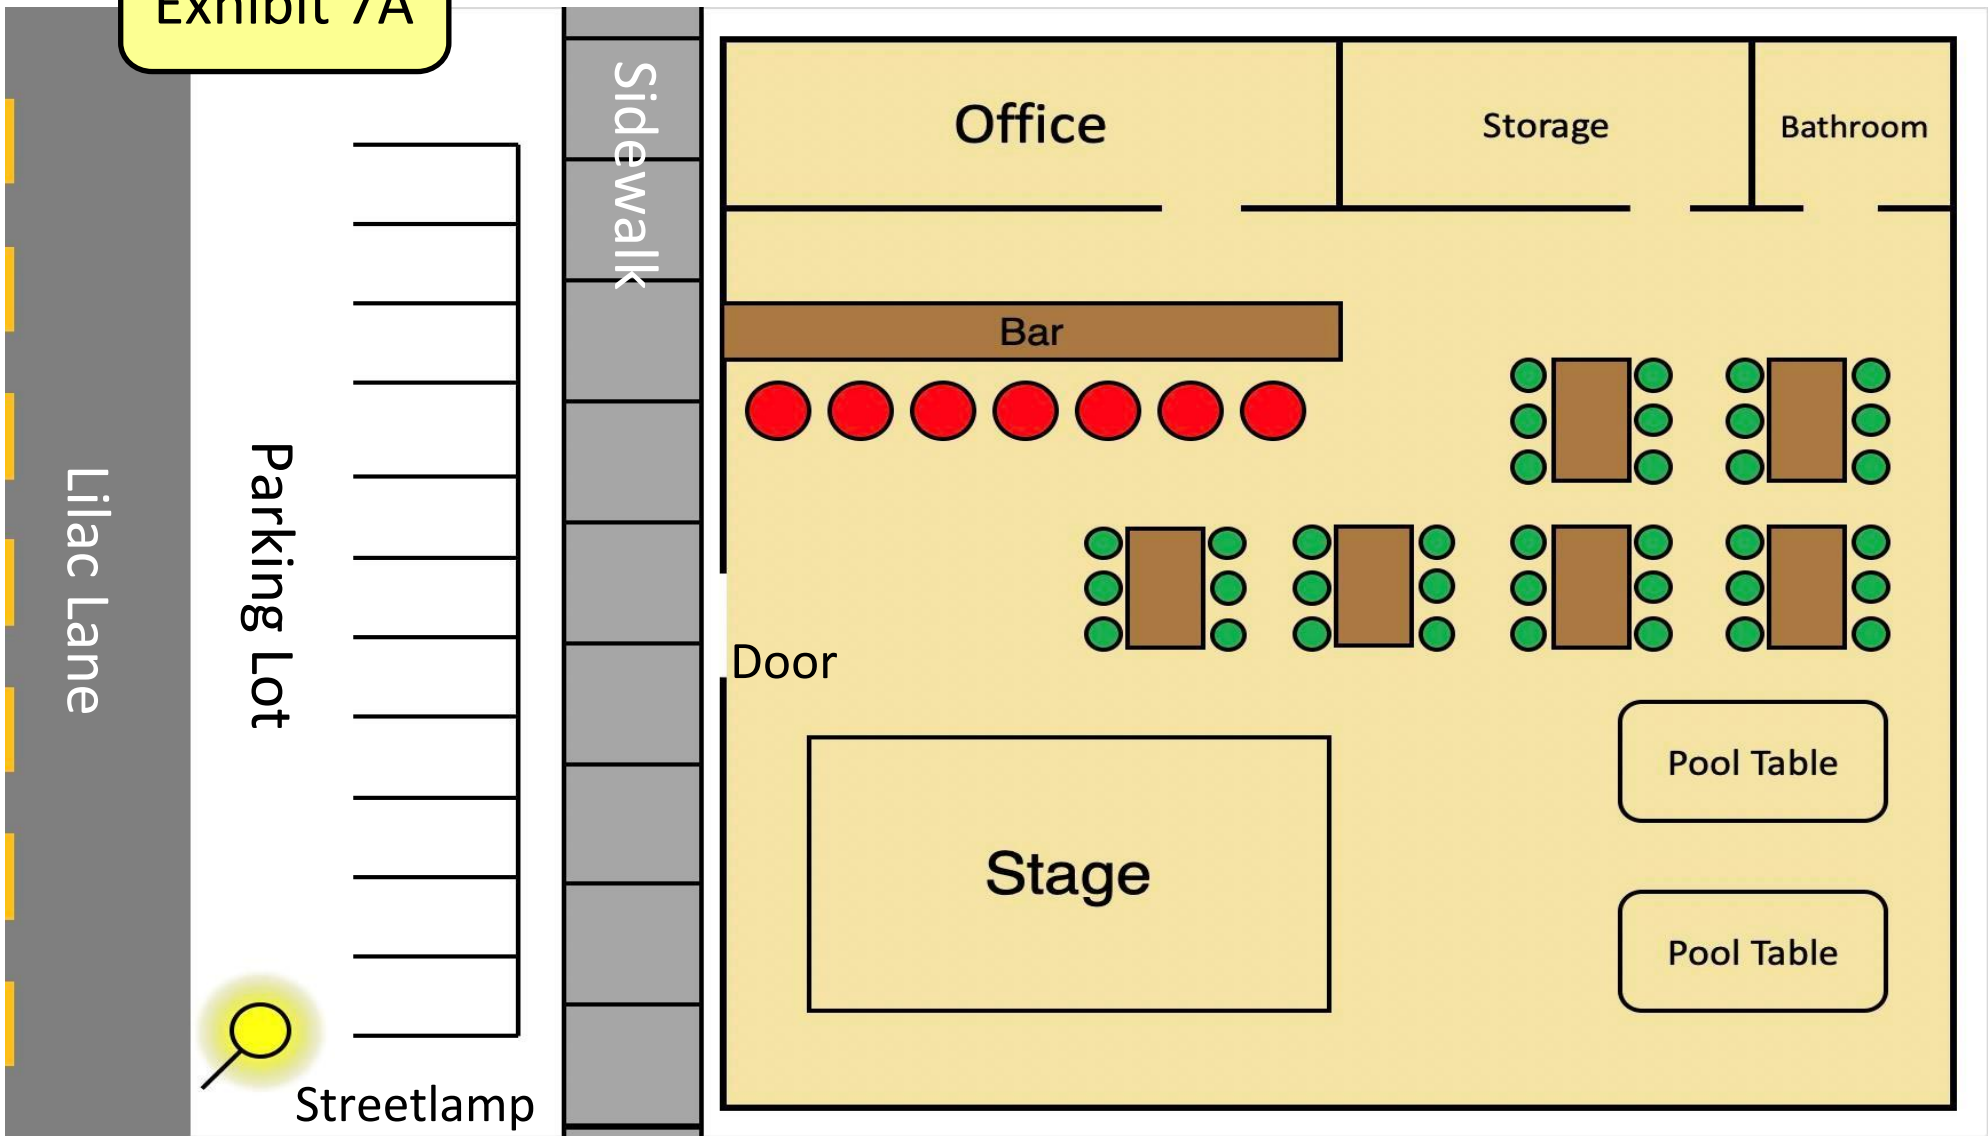 Exhibit 7A
Sidewalk
Office
Storage
Bathroom
Bar
Parking Lot
Lilac Lane
Door
Pool Table
Stage
Pool Table
Streetlamp